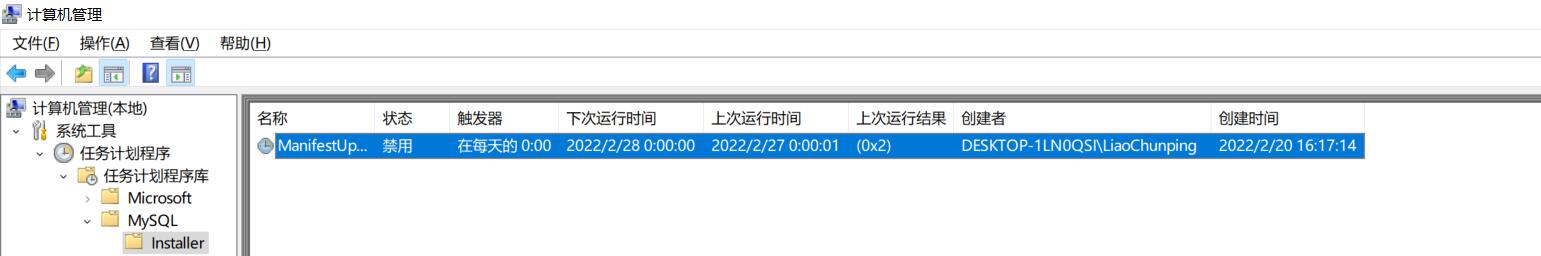 计算机管理
文件(F) 操作(A) 查看(V) 帮助(H)
计算机管理(本地)
系统工具
任务计划程序
任务计划程序库
Microsoft
MySQL
Installer
名称 状态 触发器 下次运行时间 上次运行时间 上次运行结果 创建者 创建时间
ManifestUp... 禁用 在每天的 0:00 2022/2/28 0:00:00 2022/2/27 0:00:01 (0x2) DESKTOP-1LN0QSI\LiaoChunping 2022/2/20 16:17:14